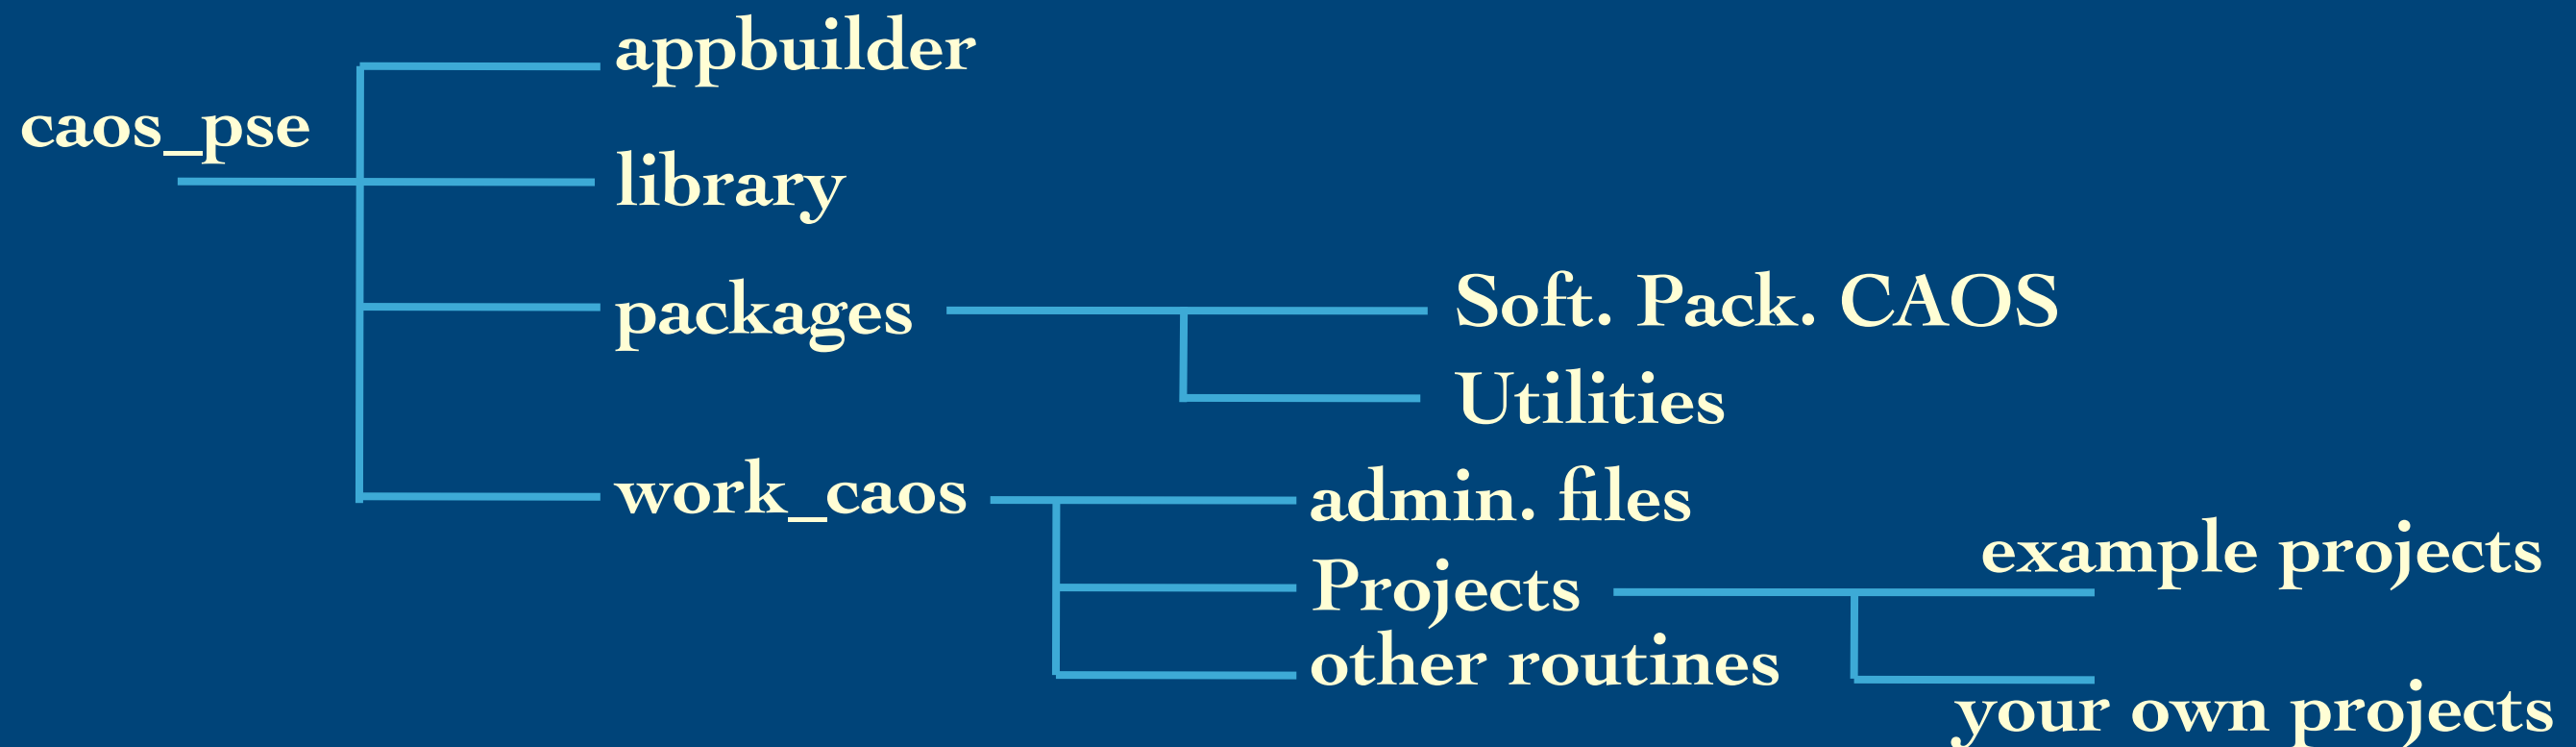 appbuilder
caos_pse
library
packages
Soft. Pack. CAOS
Utilities
work_caos
admin. files
Projects
example projects
other routines
your own projects